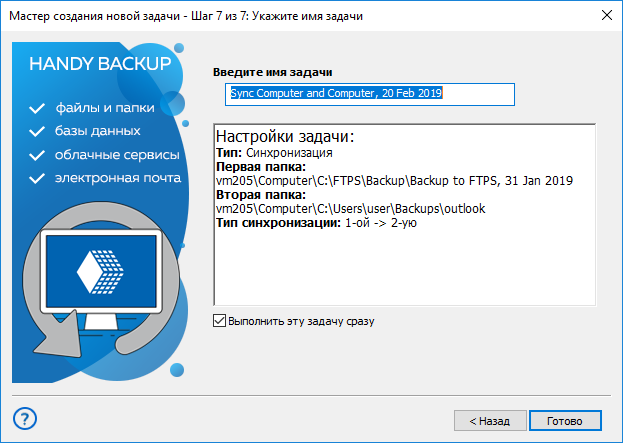 Мастер создания новой задачи - Шаг 7 из 7: Укажите имя задачи
HANDY BACKUP
файлы и папки
базы данных
облачные сервисы
электронная почта
Введите имя задачи
Sync Computer and Computer, 20 Feb 2019
Настройки задачи:
Тип: Синхронизация
Первая папка:
vm205\Computer\C:\FTPS\Backup\Backup to FTPS, 31 Jan 2019
Вторая папка:
vm205\Computer\C:\Users\user\Backups\outlook
Тип синхронизации: 1-ой -> 2-ую
Выполнить эту задачу сразу
?
< Назад
Готово